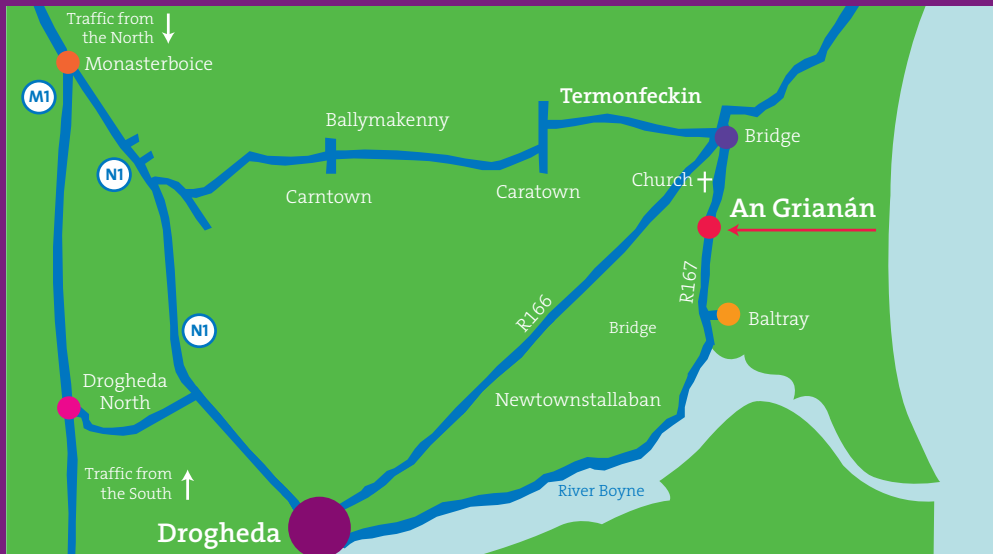 Traffic from
the North
Monasterboice
M1
Termonfeckin
Ballymakenny
Bridge
N1
Church
Carntown
Caratown
An Grianán
R167
R166
Baltray
Bridge
N1
Drogheda
North
Newtownstallaban
Traffic from
the South
River Boyne
Drogheda